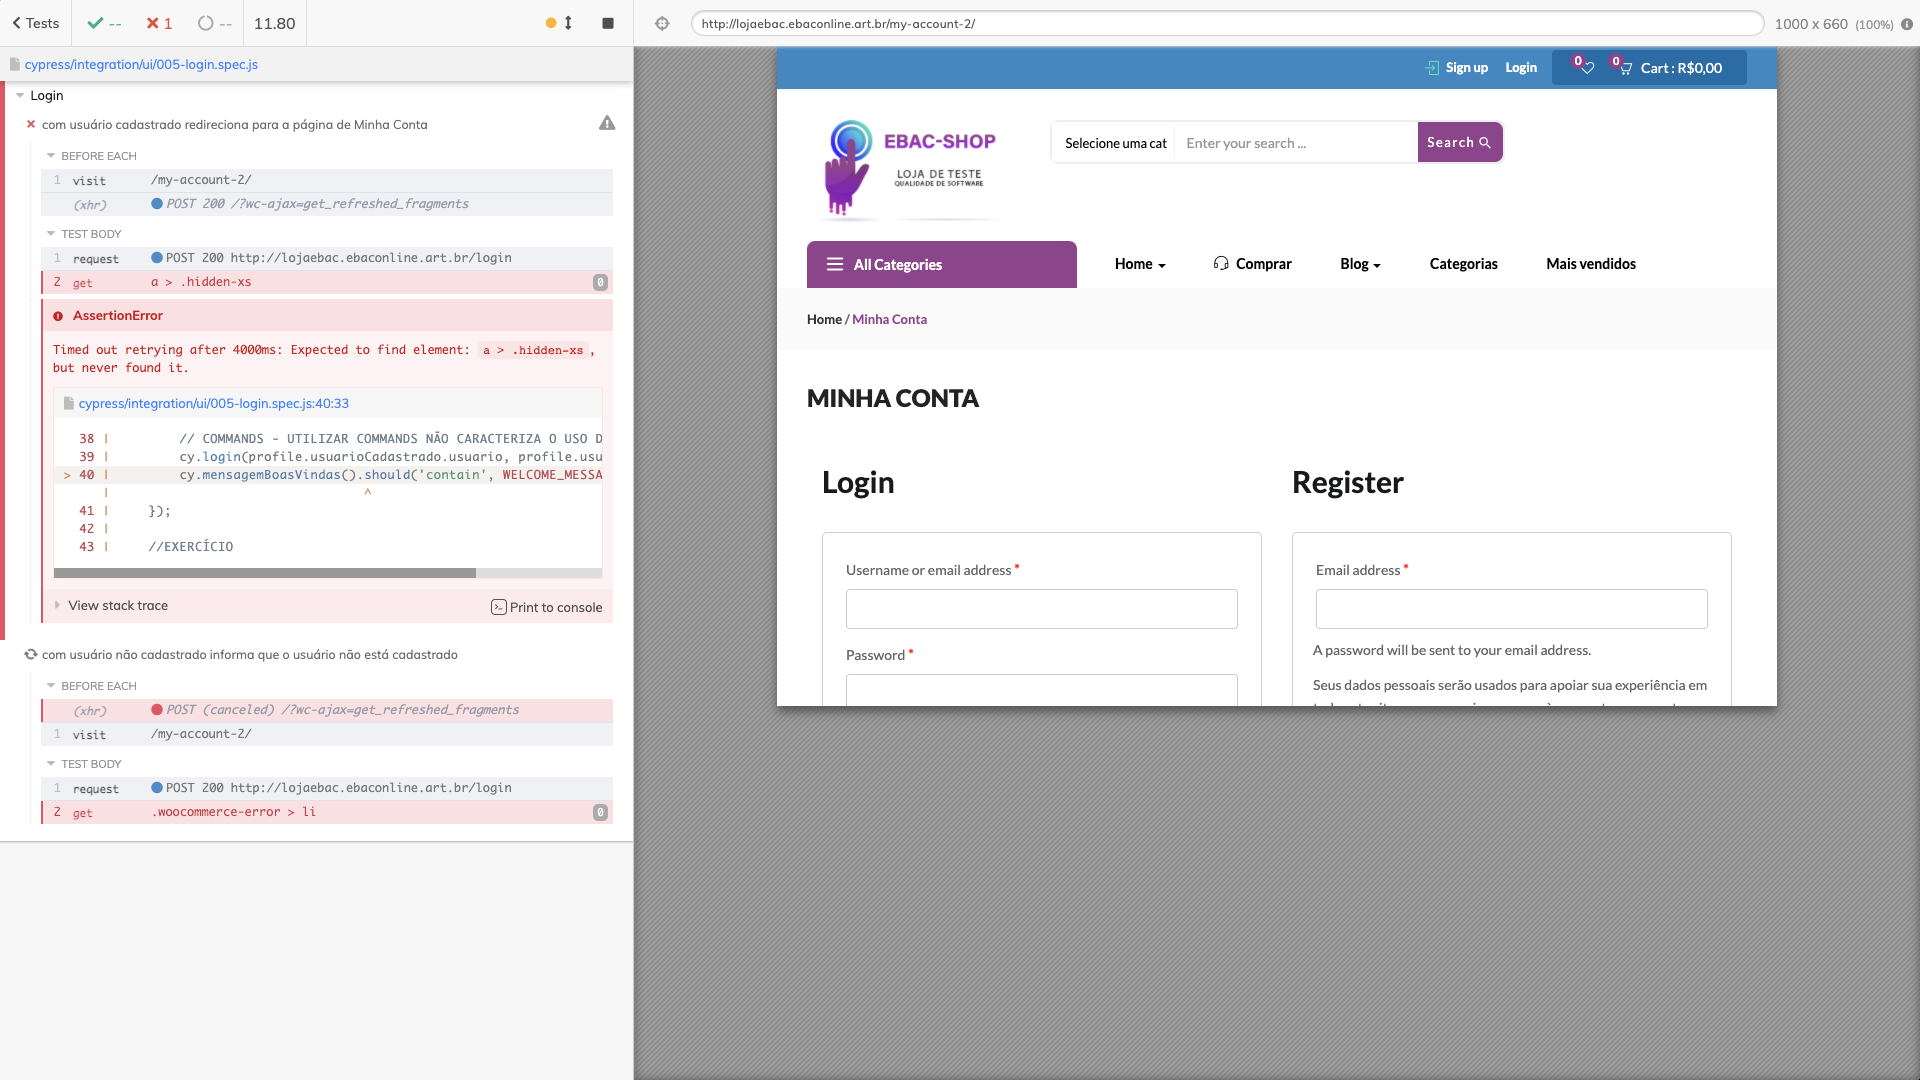 Tests
--
1
--
11.80
cypress/integration/ui/005-login.spec.js
Login
com usuário cadastrado redireciona para a página de Minha Conta
BEFORE EACH
1 visit /my-account-2/
(xhr) POST 200 /?wc-ajax=get_refreshed_fragments
TEST BODY
1 request POST 200 http://lojaebac.ebaconline.art.br/login
2 get a > .hidden-xs 0
AssertionError
Timed out retrying after 4000ms: Expected to find element: a > .hidden-xs,
but never found it.
cypress/integration/ui/005-login.spec.js:40:33
38 | // COMMANDS - UTILIZAR COMMANDS NÃO CARACTERIZA O USO D
39 | cy.login(profile.usuarioCadastrado.usuario, profile.usu
> 40 | cy.mensagemBoasVindas().should('contain', WELCOME_MESSA
| ^
41 | });
42 |
43 | //EXERCÍCIO
View stack trace
Print to console
com usuário não cadastrado informa que o usuário não está cadastrado
BEFORE EACH
(xhr) POST (canceled) /?wc-ajax=get_refreshed_fragments
1 visit /my-account-2/
TEST BODY
1 request POST 200 http://lojaebac.ebaconline.art.br/login
2 get .woocommerce-error > li 0
http://lojaebac.ebaconline.art.br/my-account-2/
1000 x 660 (100%)
Sign up
Login
0
0
Cart : R$0,00
EBAC-SHOP
LOJA DE TESTE
QUALIDADE DE SOFTWARE
Selecione uma cat
Enter your search ...
Search
All Categories
Home
Comprar
Blog
Categorias
Mais vendidos
Home / Minha Conta
MINHA CONTA
Login
Username or email address *
Password *
Register
Email address *
A password will be sent to your email address.
Seus dados pessoais serão usados para apoiar sua experiência em